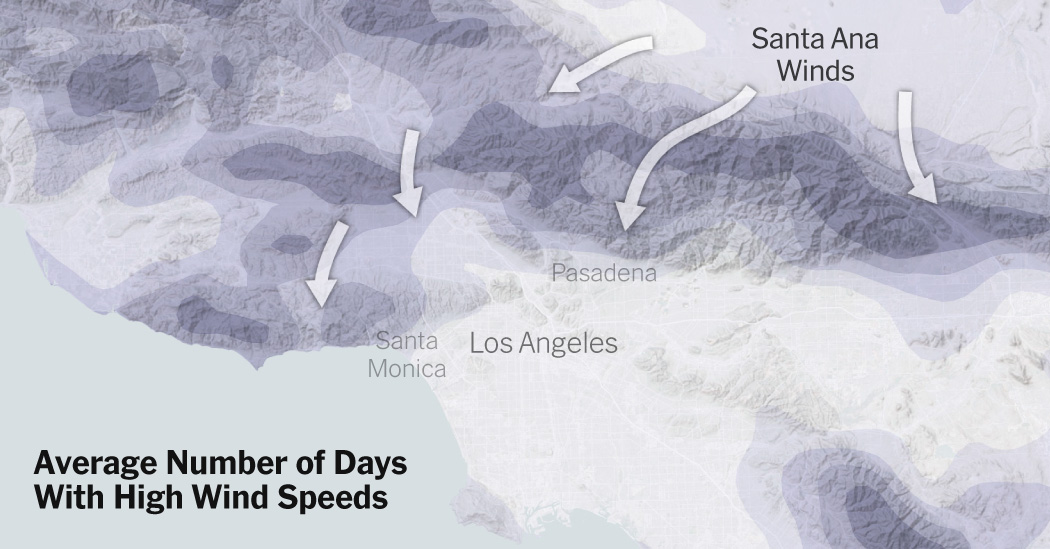 Santa Ana
Winds
Pasadena
Santa
Monica
Los Angeles
Average Number of Days
With High Wind Speeds